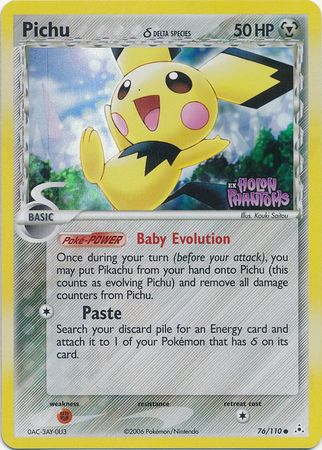 Pichu δ DELTA SPECIES 50 HP
EX HOLON PHANTOMS
Illus. Kouki Saitou
δ
BASIC
Poké-POWER Baby Evolution
Once during your turn (before your attack), you
may put Pikachu from your hand onto Pichu (this
counts as evolving Pichu) and remove all damage
counters from Pichu.
Paste
Search your discard pile for an Energy card and
attach it to 1 of your Pokémon that has δ on its
card.
weakness resistance retreat cost
0AC-3AY-0U3 ©2006 Pokémon/Nintendo 76/110 ●